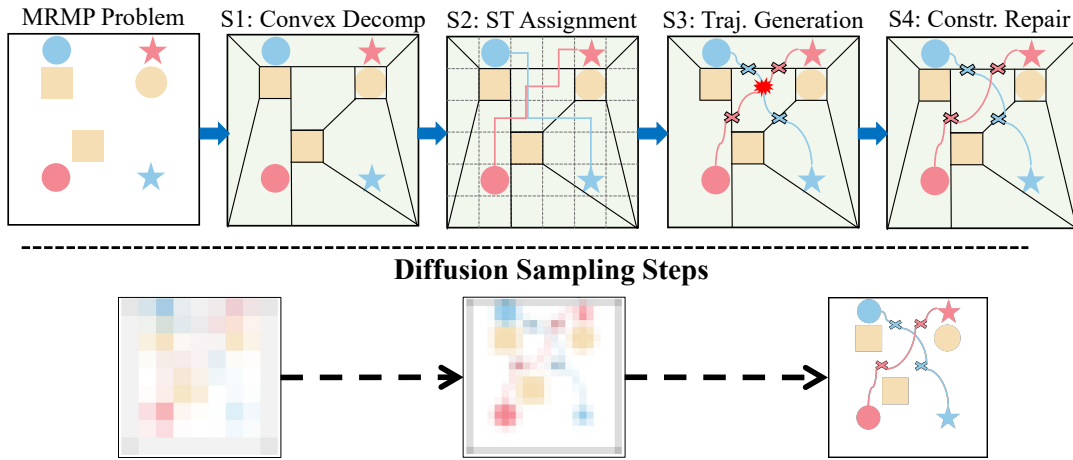 MRMP Problem
S1: Convex Decomp
S2: ST Assignment
S3: Traj. Generation
S4: Constr. Repair
Diffusion Sampling Steps